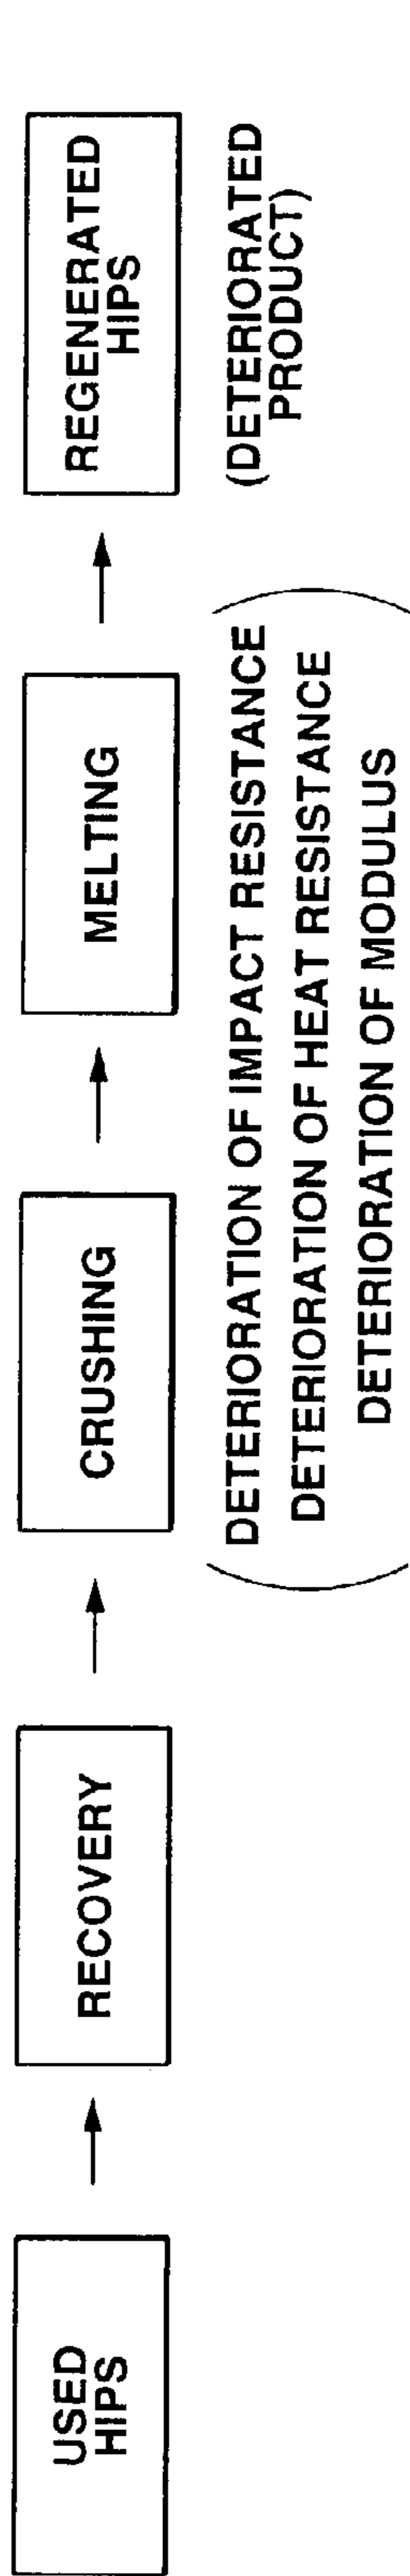 USED
HIPS
RECOVERY
CRUSHING
MELTING
REGENERATED
HIPS
DETERIORATION OF IMPACT RESISTANCE
DETERIORATION OF HEAT RESISTANCE
DETERIORATION OF MODULUS
(DETERIORATED
PRODUCT)